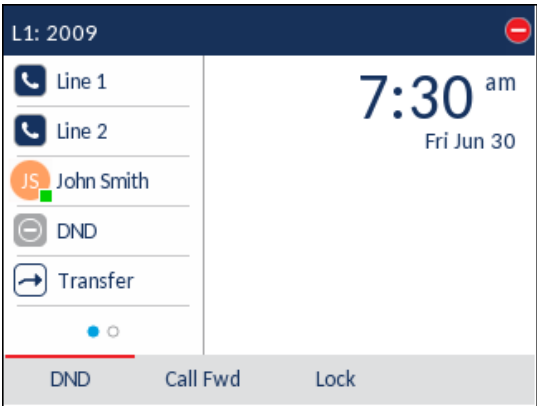 L1: 2009
Line 1
7:30 am
Line 2
Fri Jun 30
JS John Smith
DND
Transfer
DND Call Fwd Lock